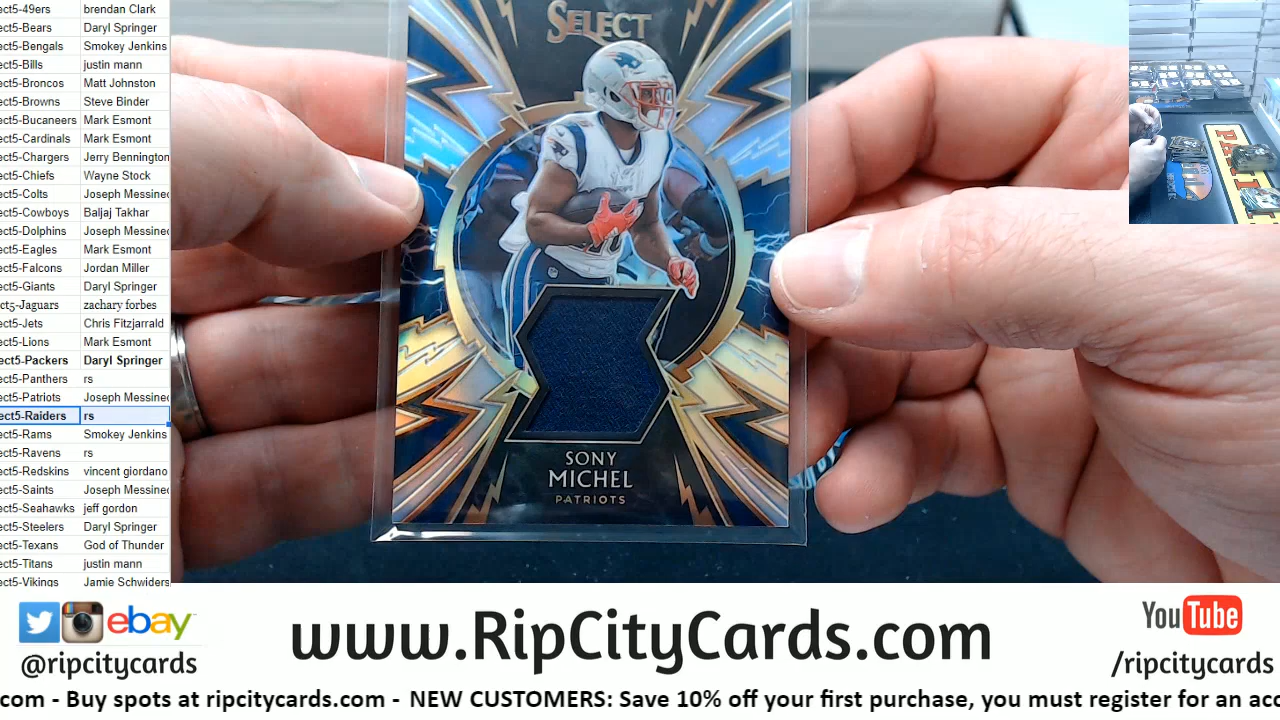 ect5-49ers brendan Clark
ect5-Bears Daryl Springer
ect5-Bengals Smokey Jenkins
ect5-Bills justin mann
ect5-Broncos Matt Johnston
ect5-Browns Steve Binder
ect5-Bucaneers Mark Esmont
ect5-Cardinals Mark Esmont
ect5-Chargers Jerry Bennington
ect5-Chiefs Wayne Stock
ect5-Colts Joseph Messinec
ect5-Cowboys Baljaj Takhar
ect5-Dolphins Joseph Messinec
ect5-Eagles Mark Esmont
ect5-Falcons Jordan Miller
ect5-Giants Daryl Springer
ect5-Jaguars zachary forbes
ect5-Jets Chris Fitzjarrald
ect5-Lions Mark Esmont
ect5-Packers Daryl Springer
ect5-Panthers rs
ect5-Patriots Joseph Messinec
ect5-Raiders rs
ect5-Rams Smokey Jenkins
ect5-Ravens rs
ect5-Redskins vincent giordano
ect5-Saints Joseph Messinec
ect5-Seahawks jeff gordon
ect5-Steelers Daryl Springer
ect5-Texans God of Thunder
ect5-Titans justin mann
ect5-Vikings Jamie Schwiders
SELECT
SONY
MICHEL
PATRIOTS
ebay
@ripcitycards
www.RipCityCards.com
YouTube
/ripcitycards
.com - Buy spots at ripcitycards.com - NEW CUSTOMERS: Save 10% off your first purchase, you must register for an acc